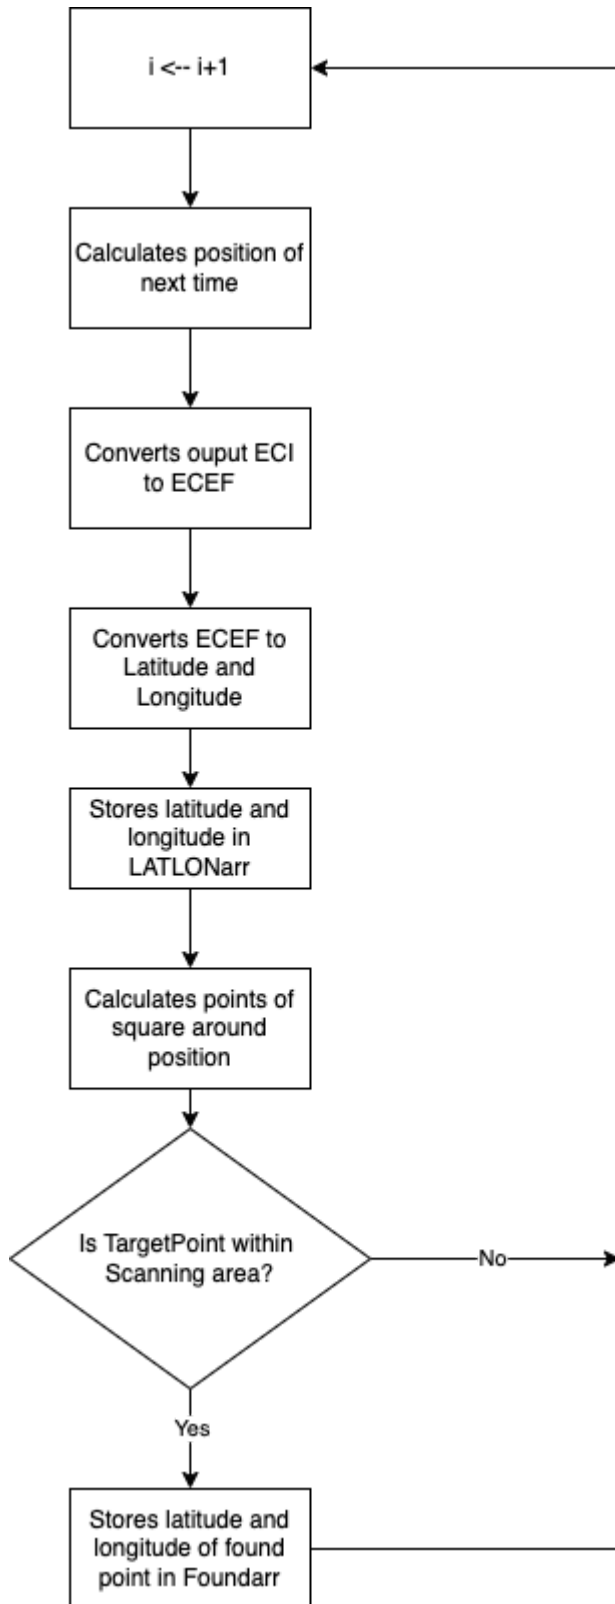 i <-- i+1
Calculates position of
next time
Converts ouput ECI
to ECEF
Converts ECEF to
Latitude and
Longitude
Stores latitude and
longitude in
LATLONarr
Calculates points of
square around
position
Is TargetPoint within
Scanning area?
No
Yes
Stores latitude and
longitude of found
point in Foundarr